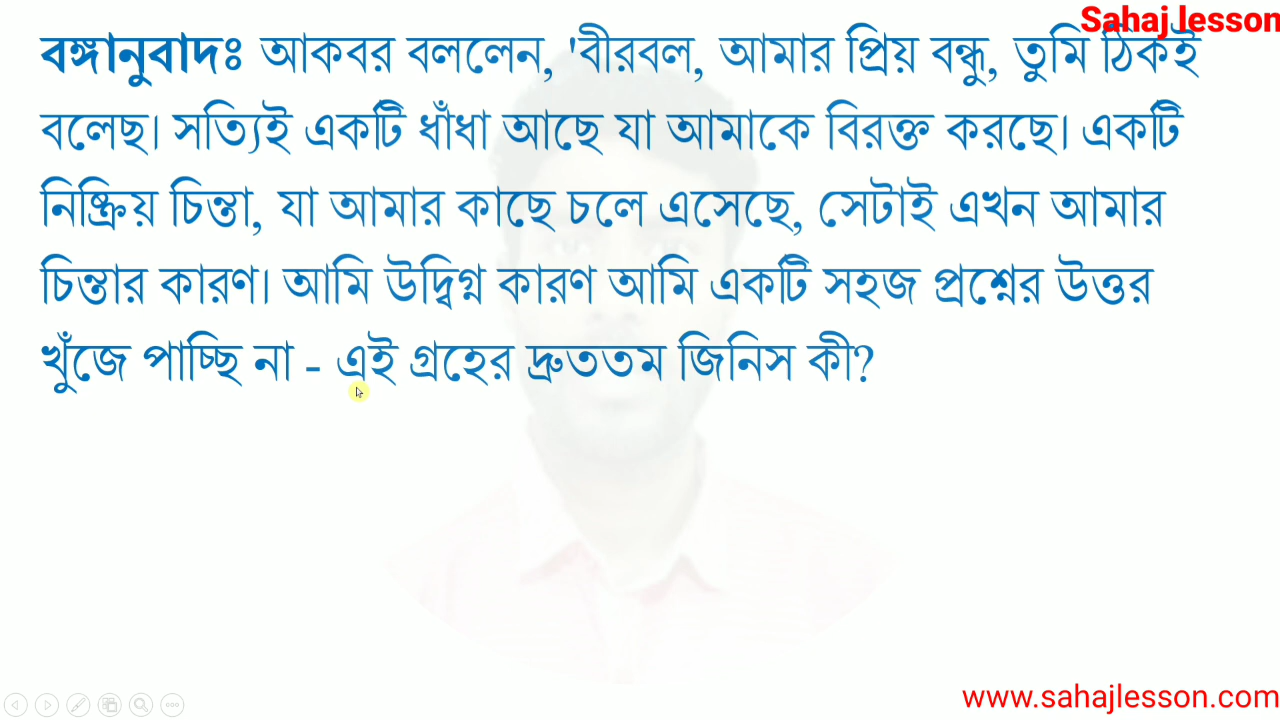 Sahaj lesson
বঙ্গানুবাদঃ আকবর বললেন, 'বীরবল, আমার প্রিয় বন্ধু, তুমি ঠিকই
বলেছ। সত্যিই একটি ধাঁধা আছে যা আমাকে বিরক্ত করছে। একটি
নিষ্ক্রিয় চিন্তা, যা আমার কাছে চলে এসেছে, সেটাই এখন আমার
চিন্তার কারণ। আমি উদ্বিগ্ন কারণ আমি একটি সহজ প্রশ্নের উত্তর
খুঁজে পাচ্ছি না - এই গ্রহের দ্রুততম জিনিস কী?
www.sahajlesson.com